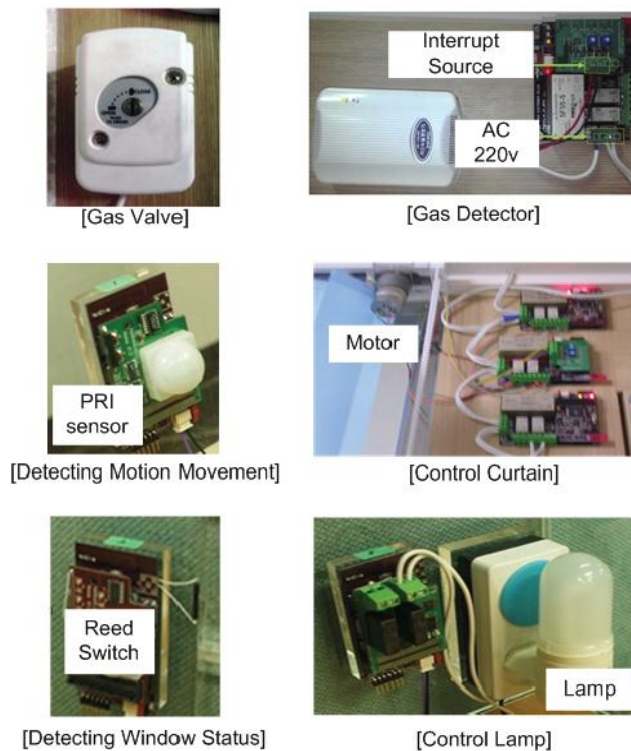 Interrupt
Source
AC
220v
[Gas Valve]
[Gas Detector]
PRI
sensor
Motor
[Detecting Motion Movement]
[Control Curtain]
Reed
Switch
Lamp
[Detecting Window Status]
[Control Lamp]